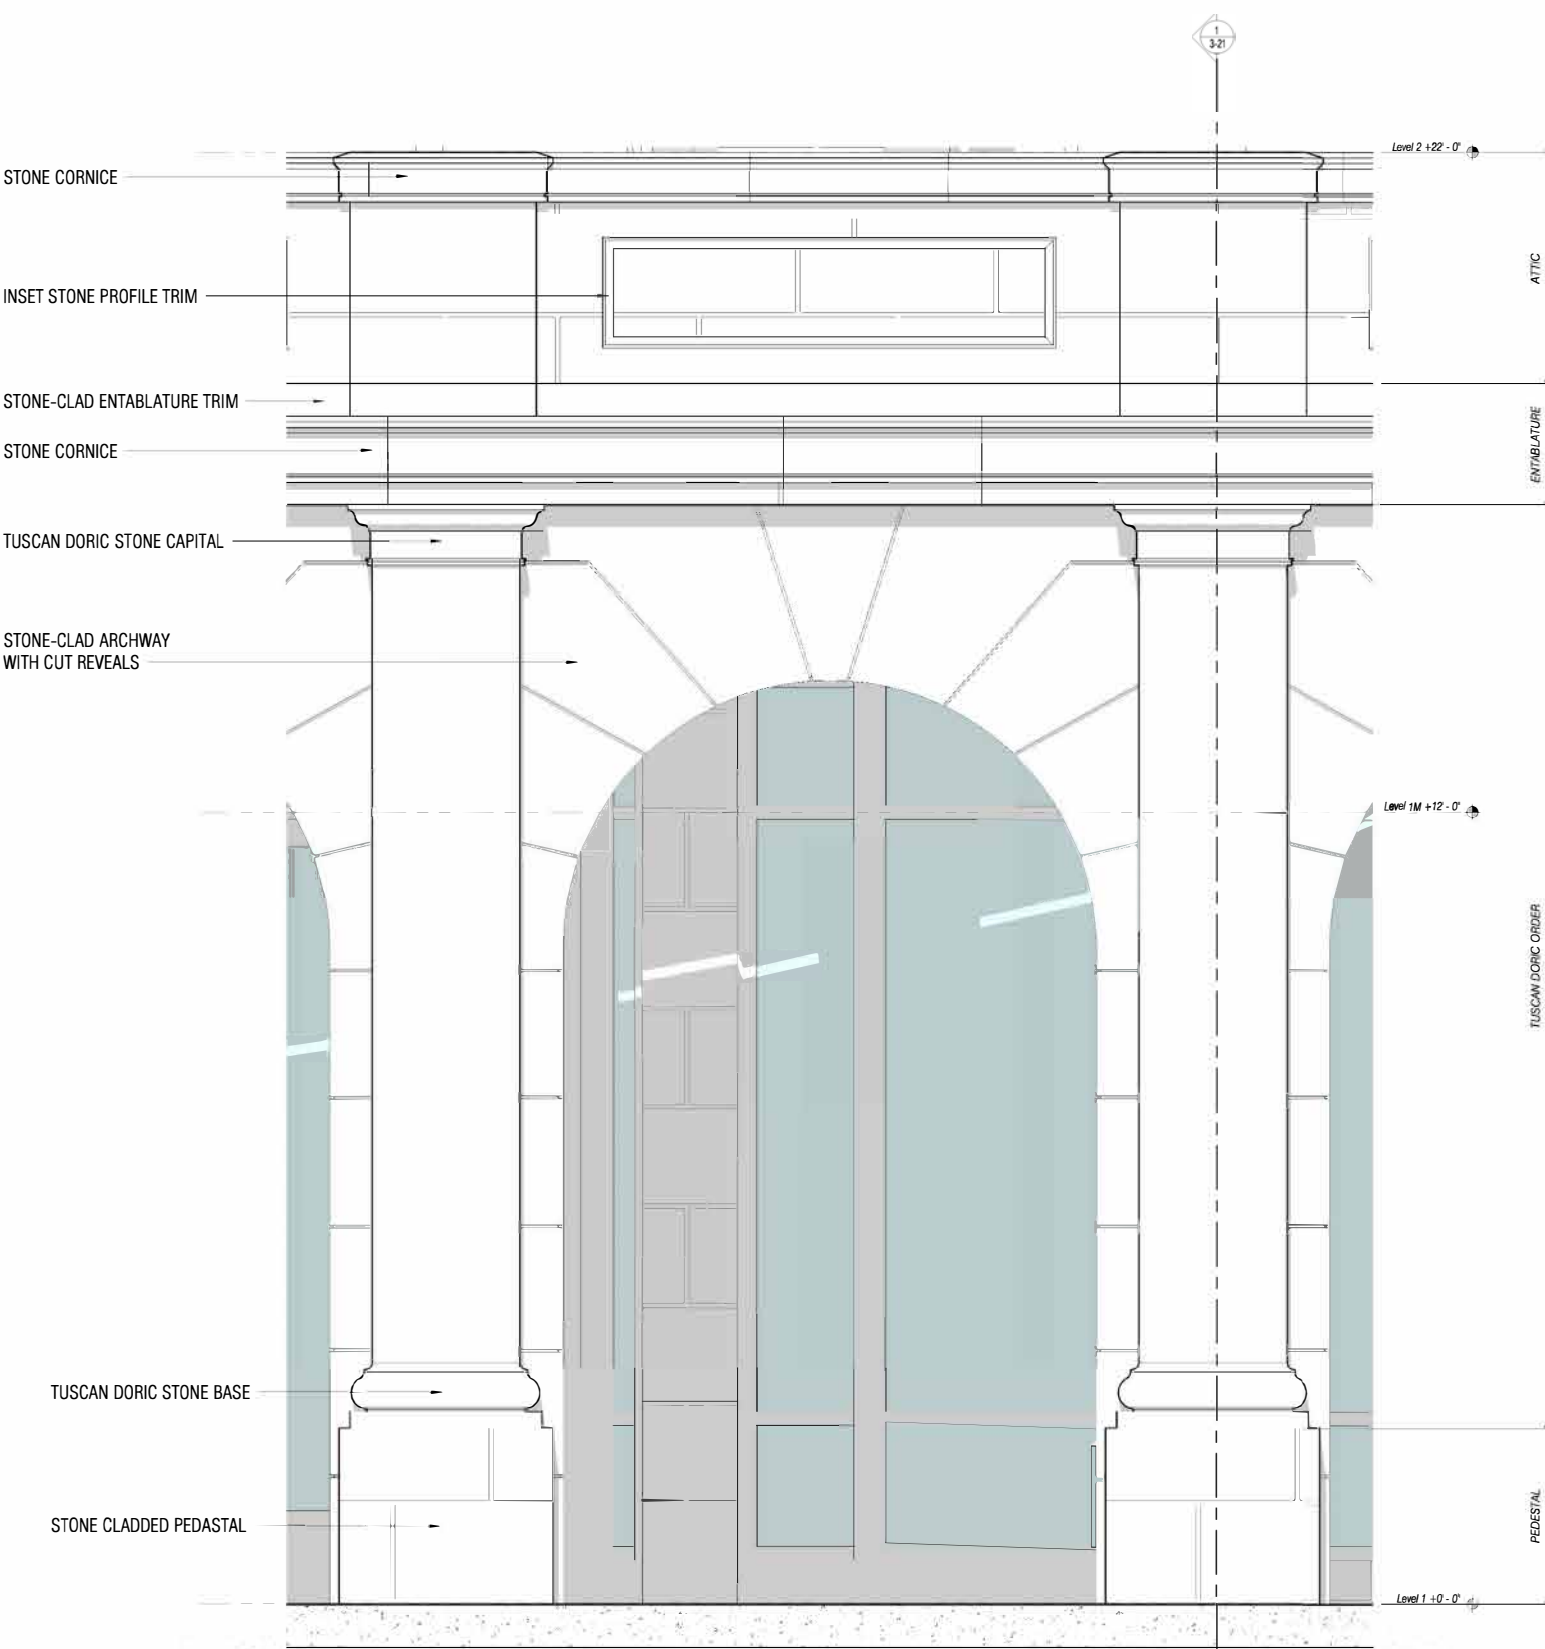 1
3-21
Level 2 +22' - 0"
STONE CORNICE
ATTIC
INSET STONE PROFILE TRIM
STONE-CLAD ENTABLATURE TRIM
STONE CORNICE
ENTABLATURE
TUSCAN DORIC STONE CAPITAL
STONE-CLAD ARCHWAY
WITH CUT REVEALS
Level 1M +12' - 0"
TUSCAN DORIC ORDER
TUSCAN DORIC STONE BASE
STONE CLADDED PEDASTAL
PEDESTAL
Level 1 +0' - 0"